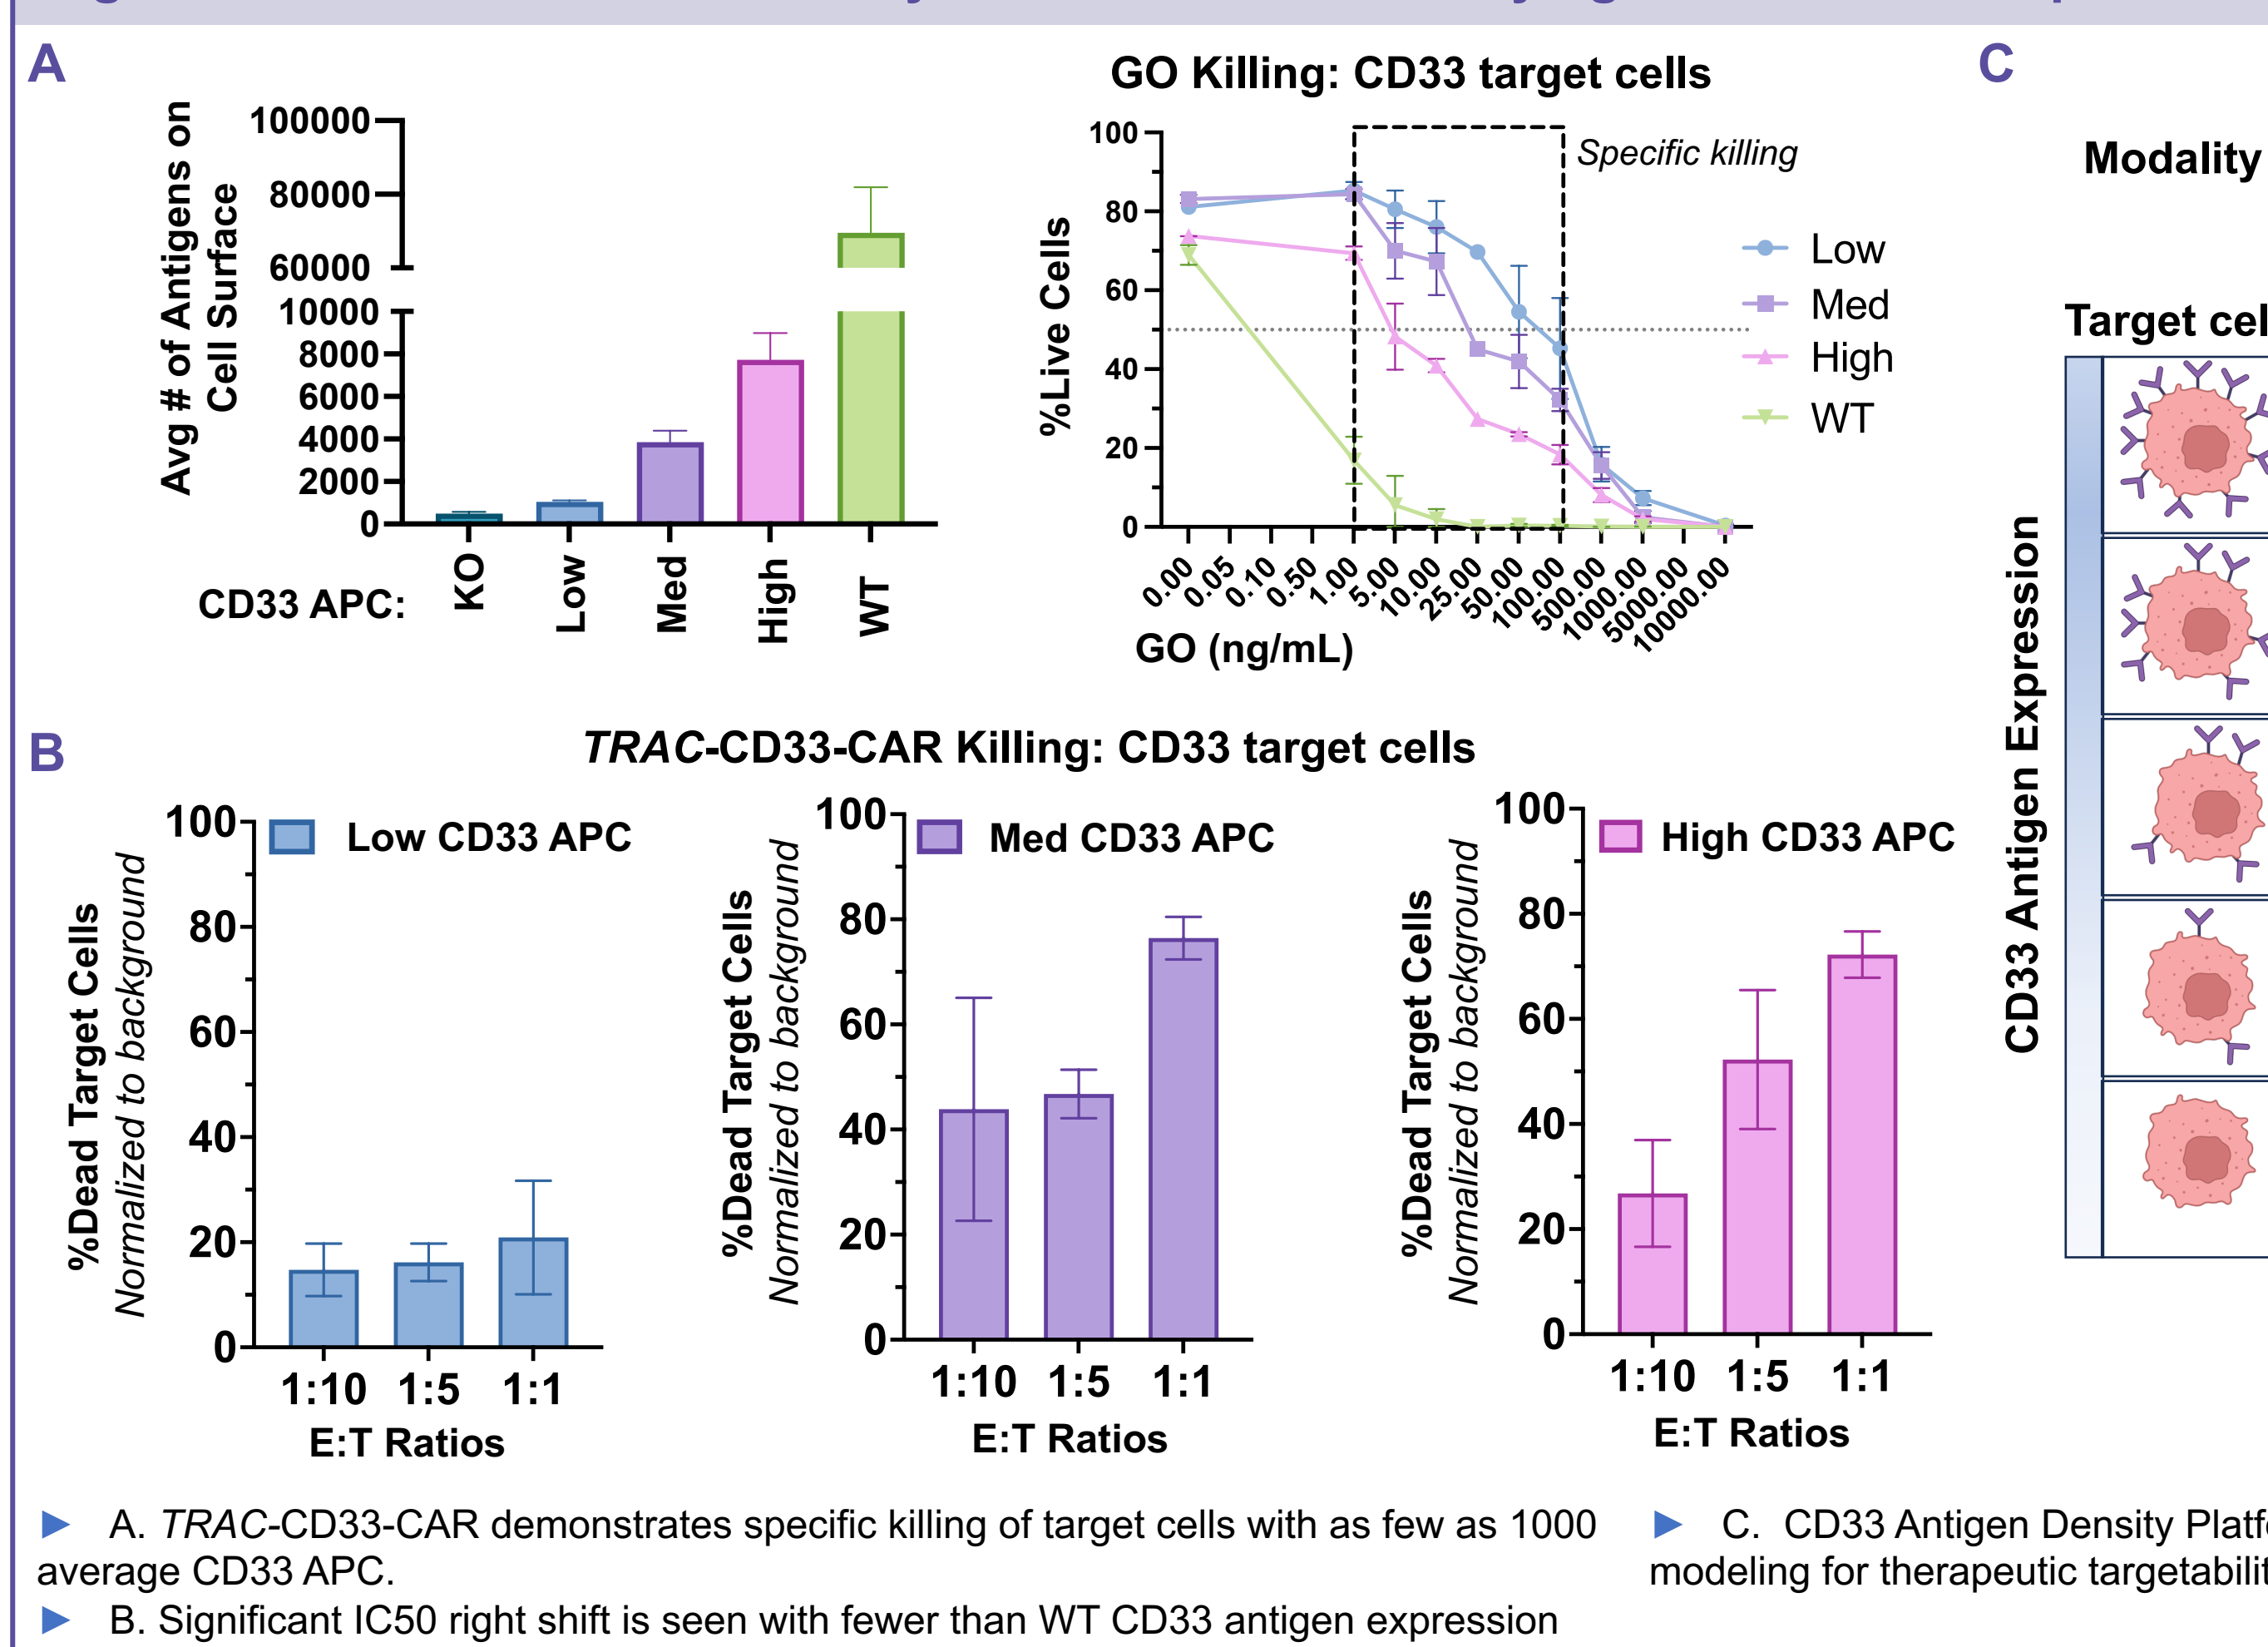 A
Avg # of Antigens on
Cell Surface
100000
80000
60000
10000
8000
6000
4000
2000
0
CD33 APC:
KO
Low
Med
High
WT
GO Killing: CD33 target cells
%Live Cells
100
80
60
40
20
0
Specific killing
Low
Med
High
WT
0.00
0.05
0.10
0.50
1.00
5.00
10.00
25.00
50.00
100.00
500.00
1000.00
5000.00
10000.00
GO (ng/mL)
C
Modality
Target cel
CD33 Antigen Expression
B
TRAC-CD33-CAR Killing: CD33 target cells
%Dead Target Cells
Normalized to background
100
80
60
40
20
0
Low CD33 APC
1:10 1:5 1:1
E:T Ratios
%Dead Target Cells
Normalized to background
100
80
60
40
20
0
Med CD33 APC
1:10 1:5 1:1
E:T Ratios
%Dead Target Cells
Normalized to background
100
80
60
40
20
0
High CD33 APC
1:10 1:5 1:1
E:T Ratios
► A. TRAC-CD33-CAR demonstrates specific killing of target cells with as few as 1000
average CD33 APC.
► B. Significant IC50 right shift is seen with fewer than WT CD33 antigen expression
► C. CD33 Antigen Density Platf
modeling for therapeutic targetabilit